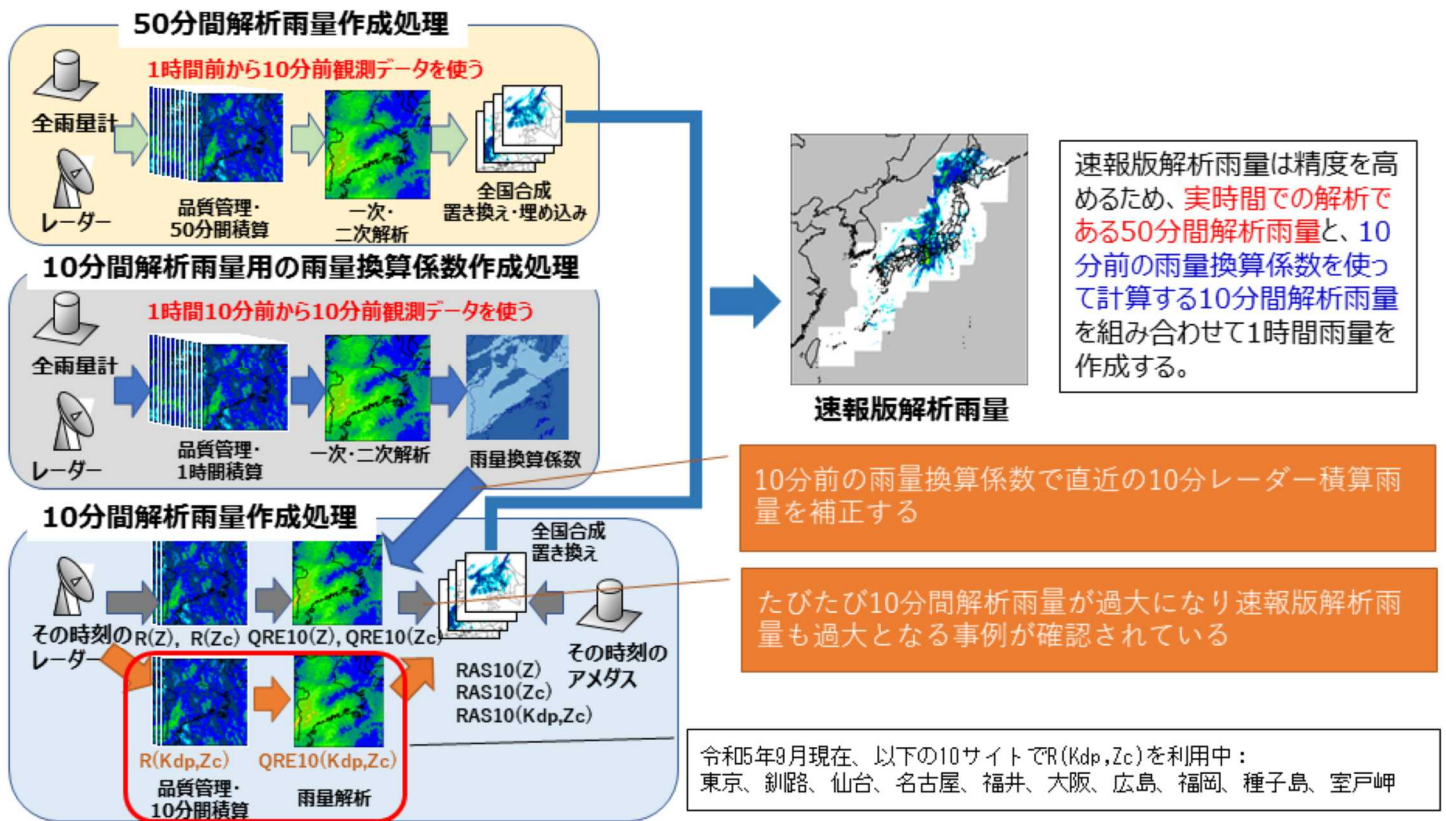 50分間解析雨量作成処理
1時間前から10分前観測データを使う
全雨量計
レーダー
品質管理・
50分間積算
一次・
二次解析
全国合成
置き換え・埋め込み
10分間解析雨量用の雨量換算係数作成処理
1時間10分前から10分前観測データを使う
全雨量計
レーダー
品質管理・
1時間積算
一次・二次解析
雨量換算係数
10分間解析雨量作成処理
全国合成
置き換え
その時刻の
レーダー
R(Z), R(Zc)
QRE10(Z), QRE10(Zc)
その時刻の
アメダス
RAS10(Z)
RAS10(Zc)
RAS10(Kdp,Zc)
R(Kdp,Zc)
QRE10(Kdp,Zc)
品質管理・
10分間積算
雨量解析
速報版解析雨量
速報版解析雨量は精度を高
めるため、実時間での解析で
ある50分間解析雨量と、10
分前の雨量換算係数を使っ
て計算する10分間解析雨量
を組み合わせて1時間雨量を
作成する。
10分前の雨量換算係数で直近の10分レーダー積算雨
量を補正する
たびたび10分間解析雨量が過大になり速報版解析雨
量も過大となる事例が確認されている
令和5年9月現在、以下の10サイトでR(Kdp,Zc)を利用中：
東京、釧路、仙台、名古屋、福井、大阪、広島、福岡、種子島、室戸岬